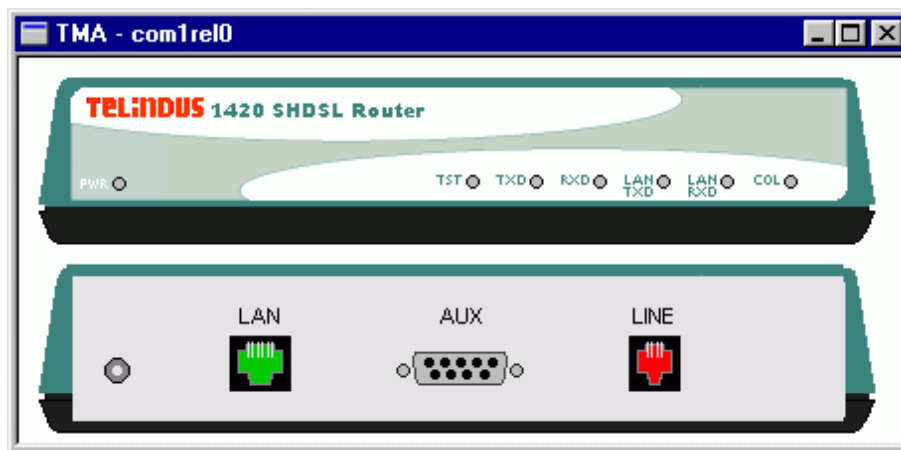 TMA - com1rel0
TELINDUS 1420 SHDSL Router
PWR TST TXD RXD LAN TXD LAN RXD COL
LAN AUX LINE